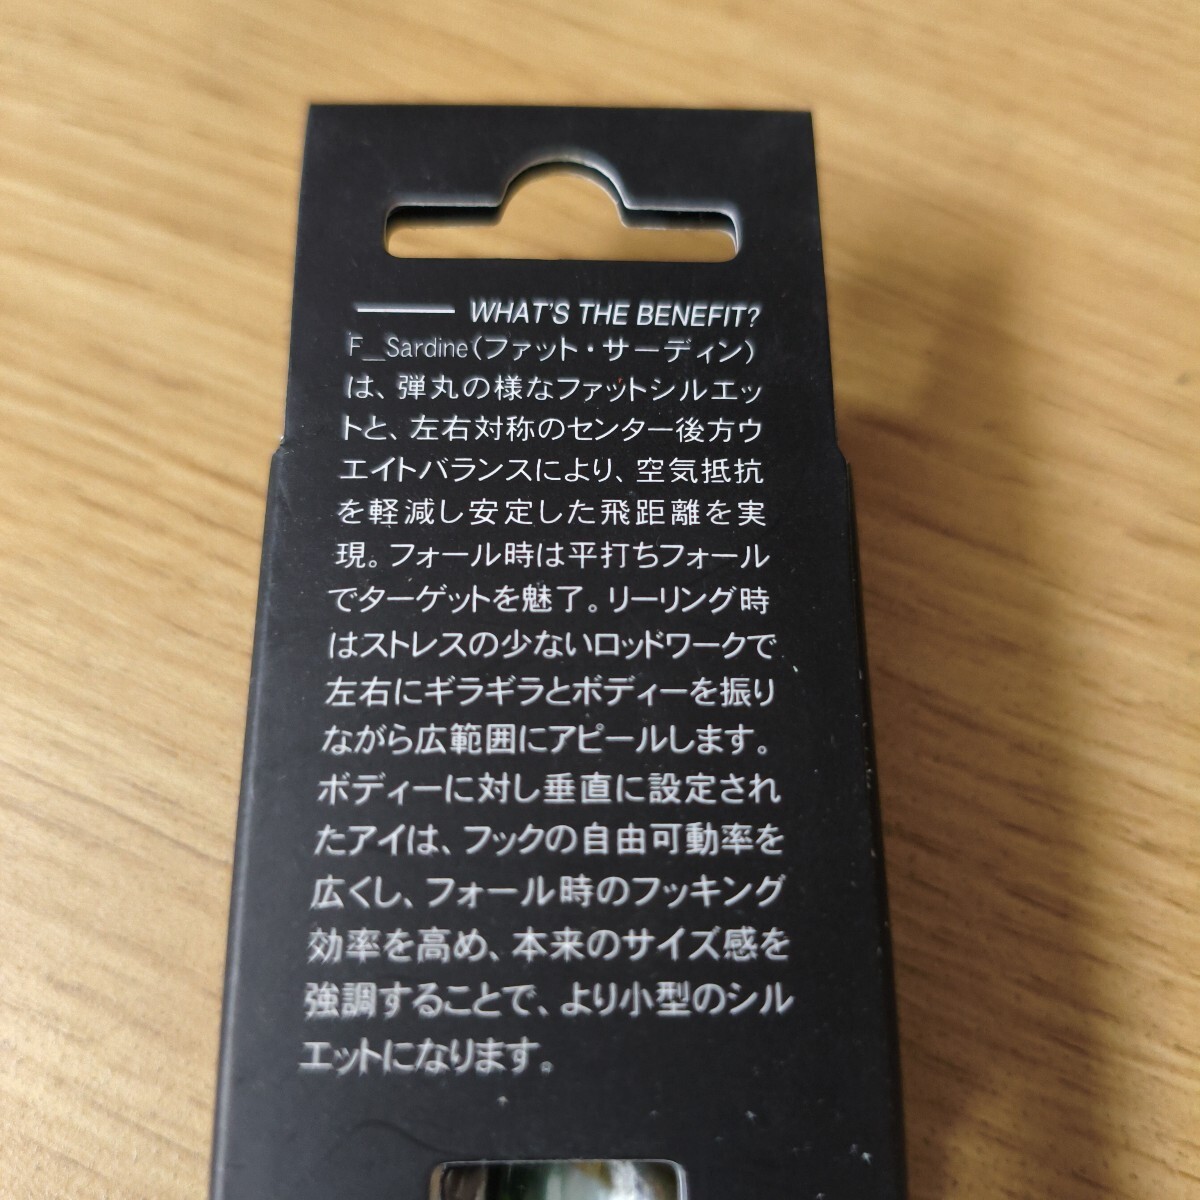 WHAT'S THE BENEFIT?
F_Sardine(ファット・サーディン)
は、弾丸の様なファットシルエッ
トと、左右対称のセンター後方ウ
エイトバランスにより、空気抵抗
を軽減し安定した飛距離を実
現。フォール時は平打ちフォール
でターゲットを魅了。リーリング時
はストレスの少ないロッドワークで
左右にギラギラとボディーを振り
ながら広範囲にアピールします。
ボディーに対し垂直に設定され
たアイは、フックの自由可動率を
広くし、フォール時のフッキング
効率を高め、本来のサイズ感を
強調することで、より小型のシル
エットになります。